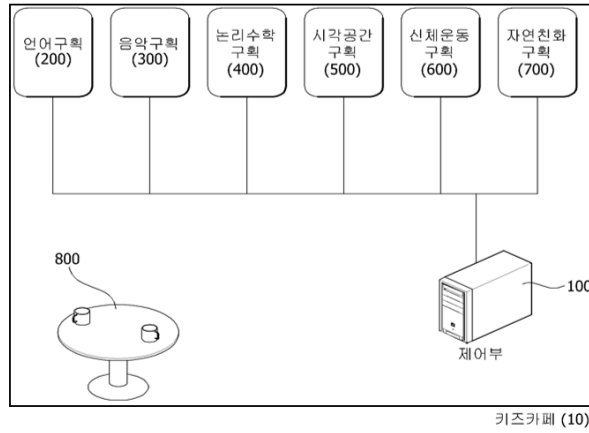 언어구획
(200)
음악구획
(300)
논리수학
구획
(400)
시각공간
구획
(500)
신체운동
구획
(600)
자연친화
구획
(700)
800
100
제어부
키즈카페 (10)